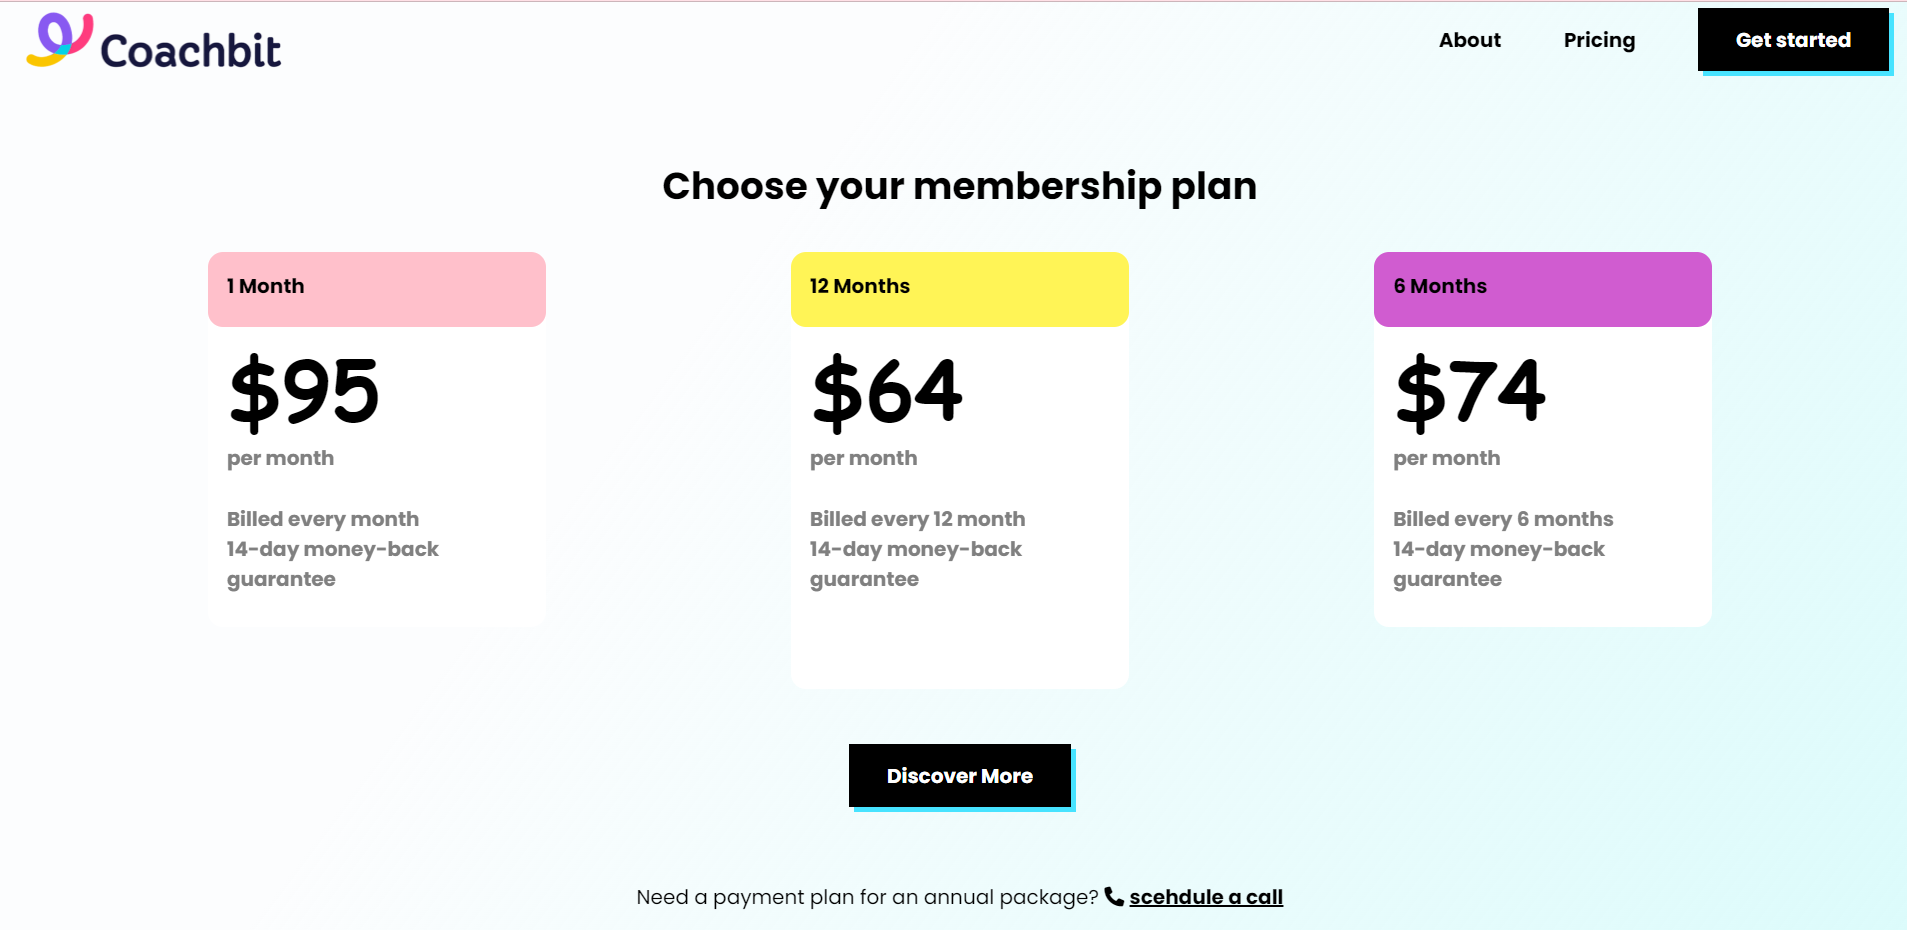 Coachbit
About
Pricing
Get started
Choose your membership plan
1 Month
$95
per month
Billed every month
14-day money-back
guarantee
12 Months
$64
per month
Billed every 12 month
14-day money-back
guarantee
6 Months
$74
per month
Billed every 6 months
14-day money-back
guarantee
Discover More
Need a payment plan for an annual package? scehdule a call